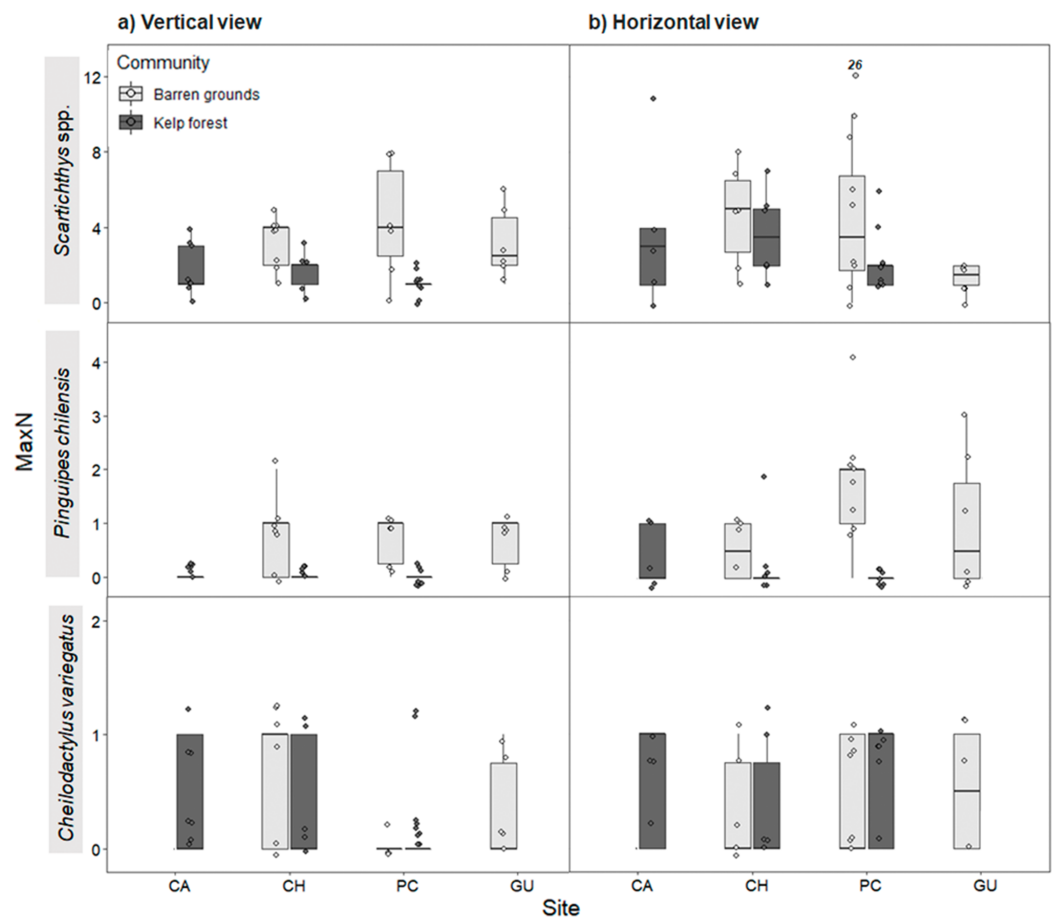 a) Vertical view
b) Horizontal view
Community
Barren grounds
Kelp forest
26
Scartichthys spp.
12
8
4
0
MaxN
Pinguipes chilensis
4
3
2
1
0
Cheilodactylus variegatus
2
1
0
CA CH PC GU CA CH PC GU
Site